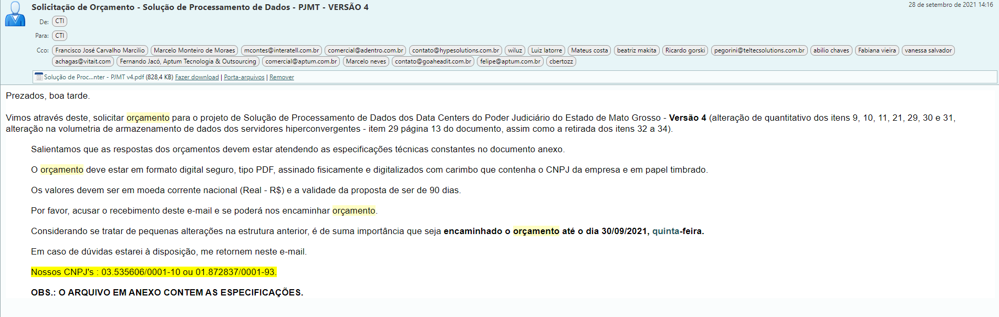 Solicitação de Orçamento - Solução de Processamento de Dados - PJMT - VERSÃO 4
28 de setembro de 2021 14:16
De: CTI
Para: CTI
Cco: Francisco José Carvalho Marcilio Marcelo Monteiro de Moraes mcontes@interatell.com.br comercial@adentro.com.br contato@hypesolutions.com.br wiluz Luiz latorre Mateus costa beatriz makita Ricardo gorski pegorini@teltecsolutions.com.br abilio chaves Fabiana vieira vanessa salvador
achagas@vitait.com Fernando Jacó, Aptum Tecnologia & Outsourcing comercial@aptum.com.br Marcelo neves contato@goaheadit.com.br felipe@aptum.com.br cbertozz
Solução de Proc...nter - PJMT v4.pdf (828,4 KB) Fazer download | Porta-arquivos | Remover
Prezados, boa tarde.
Vimos através deste, solicitar orçamento para o projeto de Solução de Processamento de Dados dos Data Centers do Poder Judiciário do Estado de Mato Grosso - Versão 4 (alteração de quantitativo dos itens 9, 10, 11, 21, 29, 30 e 31,
alteração na volumetria de armazenamento de dados dos servidores hiperconvergentes - item 29 página 13 do documento, assim como a retirada dos itens 32 a 34).
Salientamos que as respostas dos orçamentos devem estar atendendo as especificações técnicas constantes no documento anexo.
O orçamento deve estar em formato digital seguro, tipo PDF, assinado fisicamente e digitalizados com carimbo que contenha o CNPJ da empresa e em papel timbrado.
Os valores devem ser em moeda corrente nacional (Real - R$) e a validade da proposta de ser de 90 dias.
Por favor, acusar o recebimento deste e-mail e se poderá nos encaminhar orçamento.
Considerando se tratar de pequenas alterações na estrutura anterior, é de suma importância que seja encaminhado o orçamento até o dia 30/09/2021, quinta-feira.
Em caso de dúvidas estarei à disposição, me retornem neste e-mail.
Nossos CNPJ's : 03.535606/0001-10 ou 01.872837/0001-93.
OBS.: O ARQUIVO EM ANEXO CONTEM AS ESPECIFICAÇÕES.